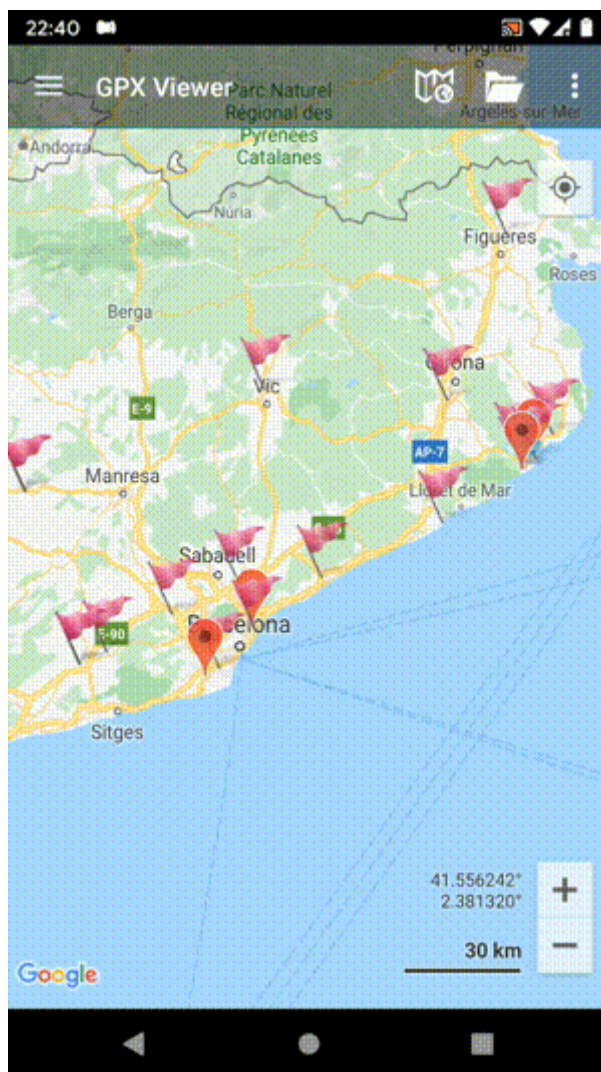 22:40
Perpignan
GPX Viewer
Parc Naturel
Régional des
Pyrénées
Catalanes
Argelès-sur-Mer
Andorra
Núria
Figueres
Roses
Berga
Vic
E-9
AP-7
Manresa
Lloret de Mar
Sabadell
Barcelona
Sitges
41.556242°
2.381320°
30 km
Google